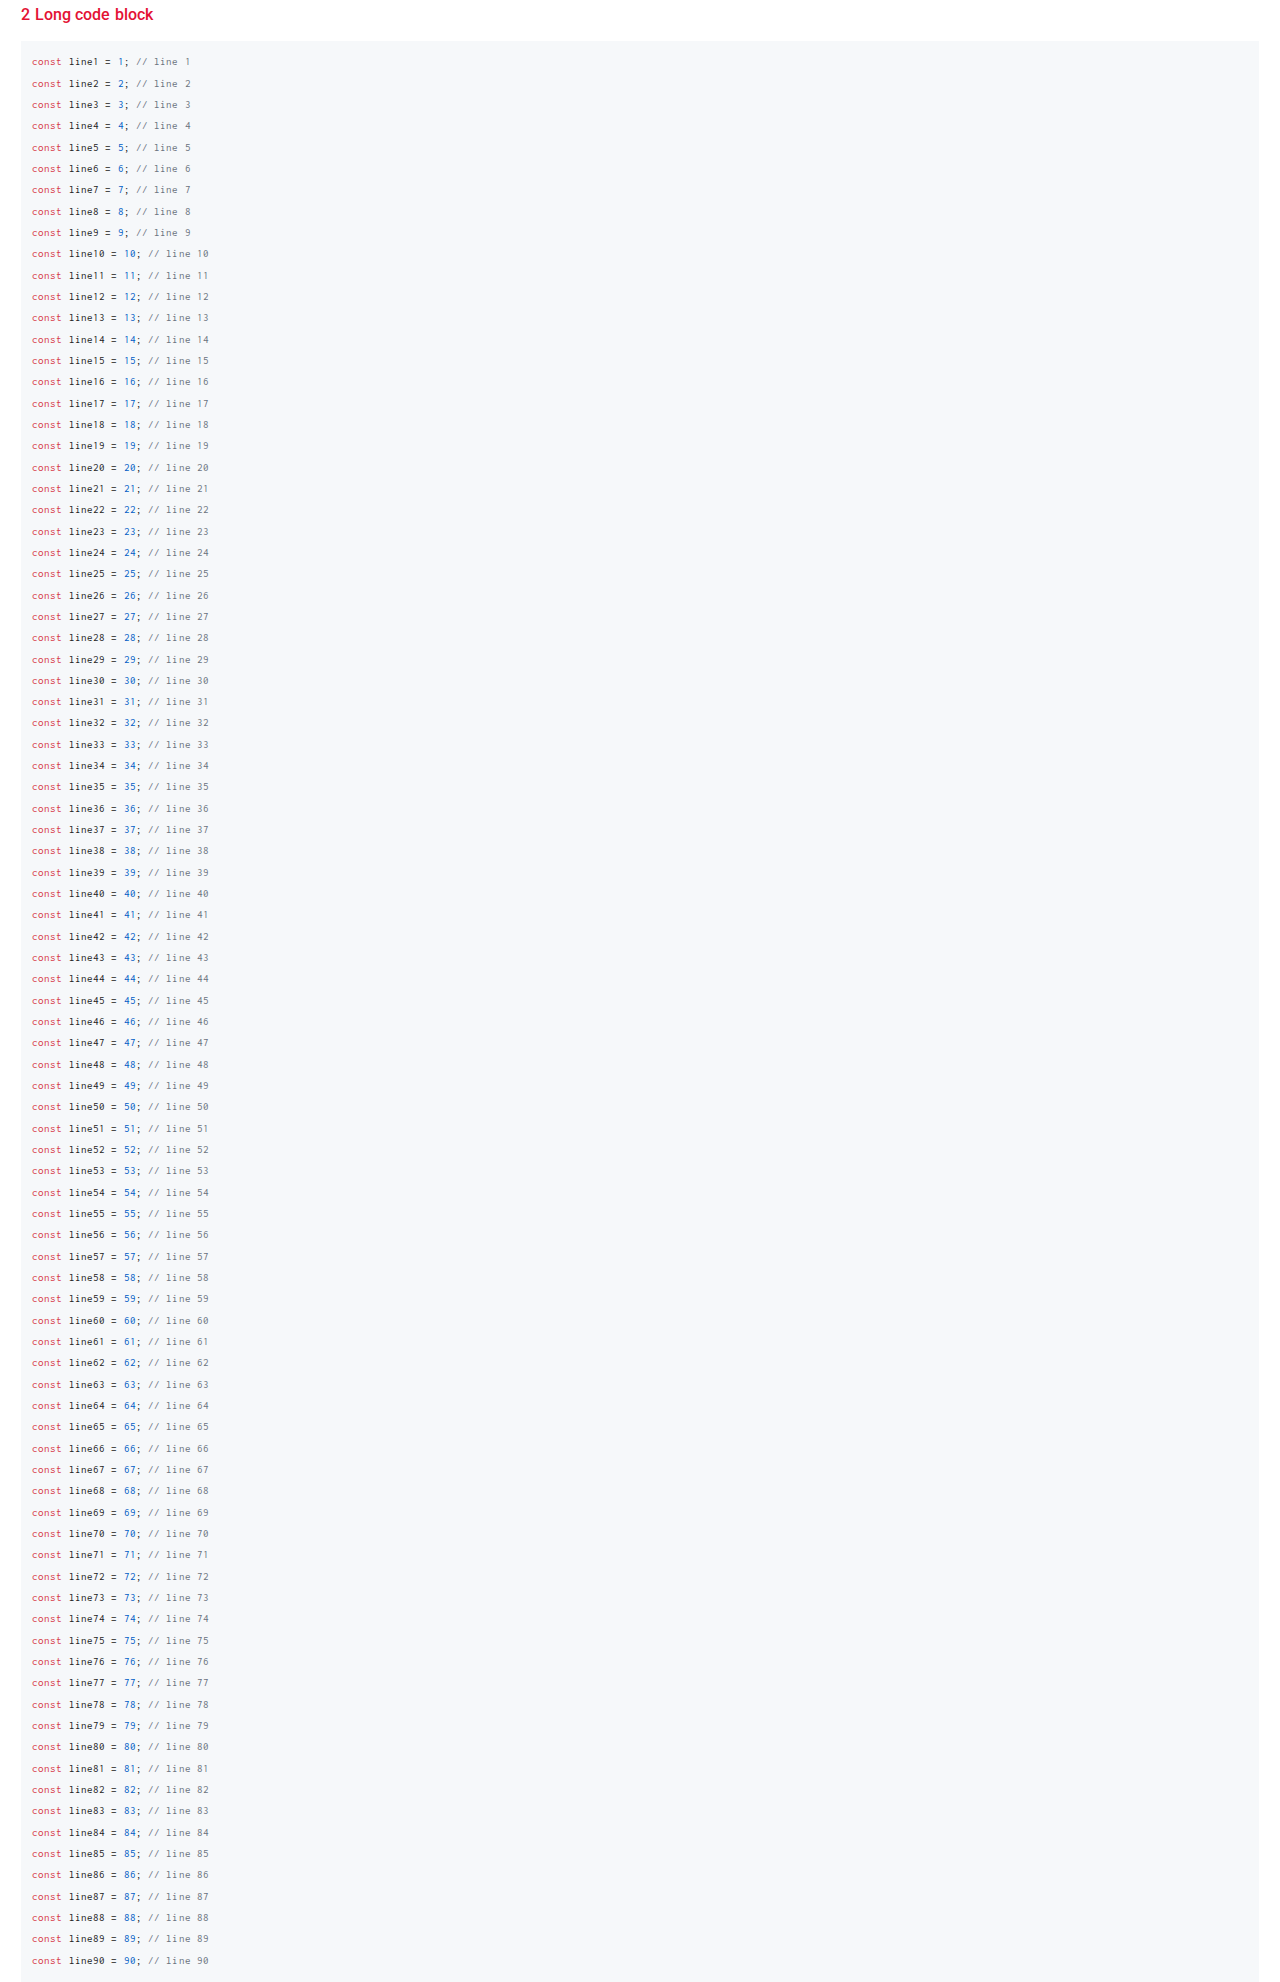 2 Long code block
const line1 = 1; // line 1
const line2 = 2; // line 2
const line3 = 3; // line 3
const line4 = 4; // line 4
const line5 = 5; // line 5
const line6 = 6; // line 6
const line7 = 7; // line 7
const line8 = 8; // line 8
const line9 = 9; // line 9
const line10 = 10; // line 10
const line11 = 11; // line 11
const line12 = 12; // line 12
const line13 = 13; // line 13
const line14 = 14; // line 14
const line15 = 15; // line 15
const line16 = 16; // line 16
const line17 = 17; // line 17
const line18 = 18; // line 18
const line19 = 19; // line 19
const line20 = 20; // line 20
const line21 = 21; // line 21
const line22 = 22; // line 22
const line23 = 23; // line 23
const line24 = 24; // line 24
const line25 = 25; // line 25
const line26 = 26; // line 26
const line27 = 27; // line 27
const line28 = 28; // line 28
const line29 = 29; // line 29
const line30 = 30; // line 30
const line31 = 31; // line 31
const line32 = 32; // line 32
const line33 = 33; // line 33
const line34 = 34; // line 34
const line35 = 35; // line 35
const line36 = 36; // line 36
const line37 = 37; // line 37
const line38 = 38; // line 38
const line39 = 39; // line 39
const line40 = 40; // line 40
const line41 = 41; // line 41
const line42 = 42; // line 42
const line43 = 43; // line 43
const line44 = 44; // line 44
const line45 = 45; // line 45
const line46 = 46; // line 46
const line47 = 47; // line 47
const line48 = 48; // line 48
const line49 = 49; // line 49
const line50 = 50; // line 50
const line51 = 51; // line 51
const line52 = 52; // line 52
const line53 = 53; // line 53
const line54 = 54; // line 54
const line55 = 55; // line 55
const line56 = 56; // line 56
const line57 = 57; // line 57
const line58 = 58; // line 58
const line59 = 59; // line 59
const line60 = 60; // line 60
const line61 = 61; // line 61
const line62 = 62; // line 62
const line63 = 63; // line 63
const line64 = 64; // line 64
const line65 = 65; // line 65
const line66 = 66; // line 66
const line67 = 67; // line 67
const line68 = 68; // line 68
const line69 = 69; // line 69
const line70 = 70; // line 70
const line71 = 71; // line 71
const line72 = 72; // line 72
const line73 = 73; // line 73
const line74 = 74; // line 74
const line75 = 75; // line 75
const line76 = 76; // line 76
const line77 = 77; // line 77
const line78 = 78; // line 78
const line79 = 79; // line 79
const line80 = 80; // line 80
const line81 = 81; // line 81
const line82 = 82; // line 82
const line83 = 83; // line 83
const line84 = 84; // line 84
const line85 = 85; // line 85
const line86 = 86; // line 86
const line87 = 87; // line 87
const line88 = 88; // line 88
const line89 = 89; // line 89
const line90 = 90; // line 90